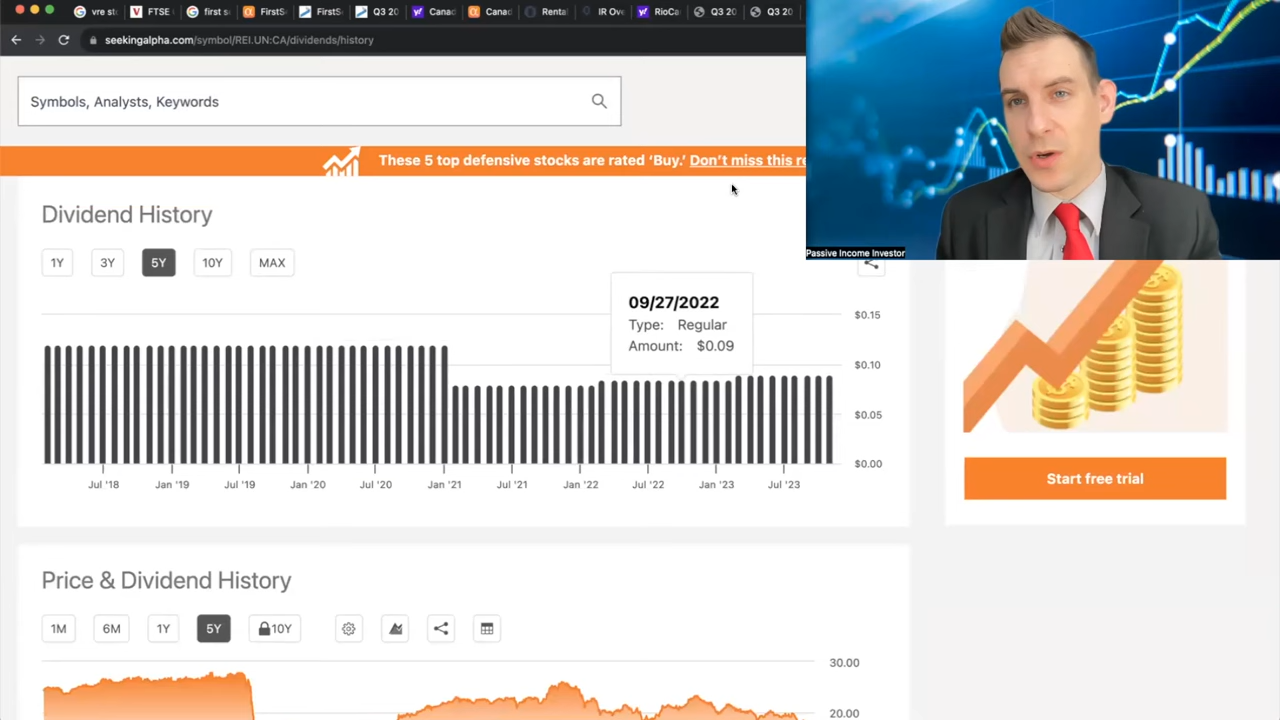 vre st
FTSE
first s
FirstS
FirstS
Q3 20
Canad
Canad
Rental
IR Ove
RioCa
Q3 20
Q3 20
seekingalpha.com/symbol/REI.UN:CA/dividends/history
Symbols, Analysts, Keywords
These 5 top defensive stocks are rated ‘Buy.’ Don’t miss this re
Passive Income Investor
Dividend History
1Y 3Y 5Y 10Y MAX
09/27/2022
Type: Regular
Amount: $0.09
$0.15
$0.10
$0.05
$0.00
Jul '18 Jan '19 Jul '19 Jan '20 Jul '20 Jan '21 Jul '21 Jan '22 Jul '22 Jan '23 Jul '23
Start free trial
Price & Dividend History
1M 6M 1Y 5Y 10Y
30.00
20.00